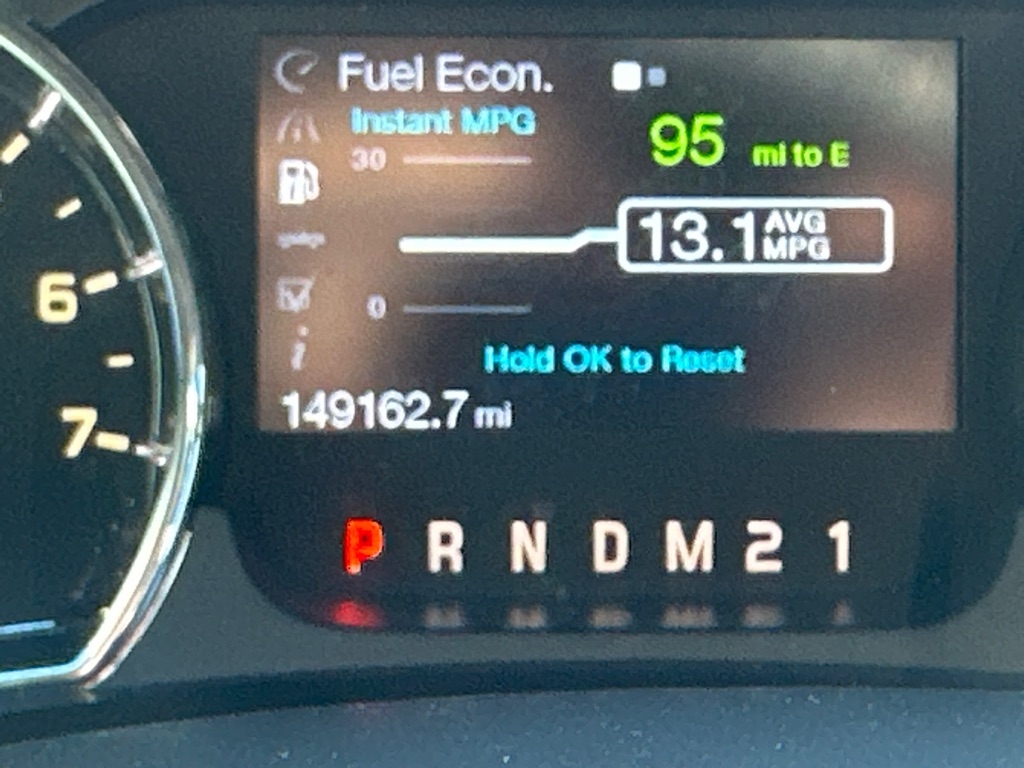 Fuel Econ.
Instant MPG
30
95 mi to E
13.1 AVG MPG
0
Hold OK to Reset
149162.7 mi
6
7
P R N D M 2 1